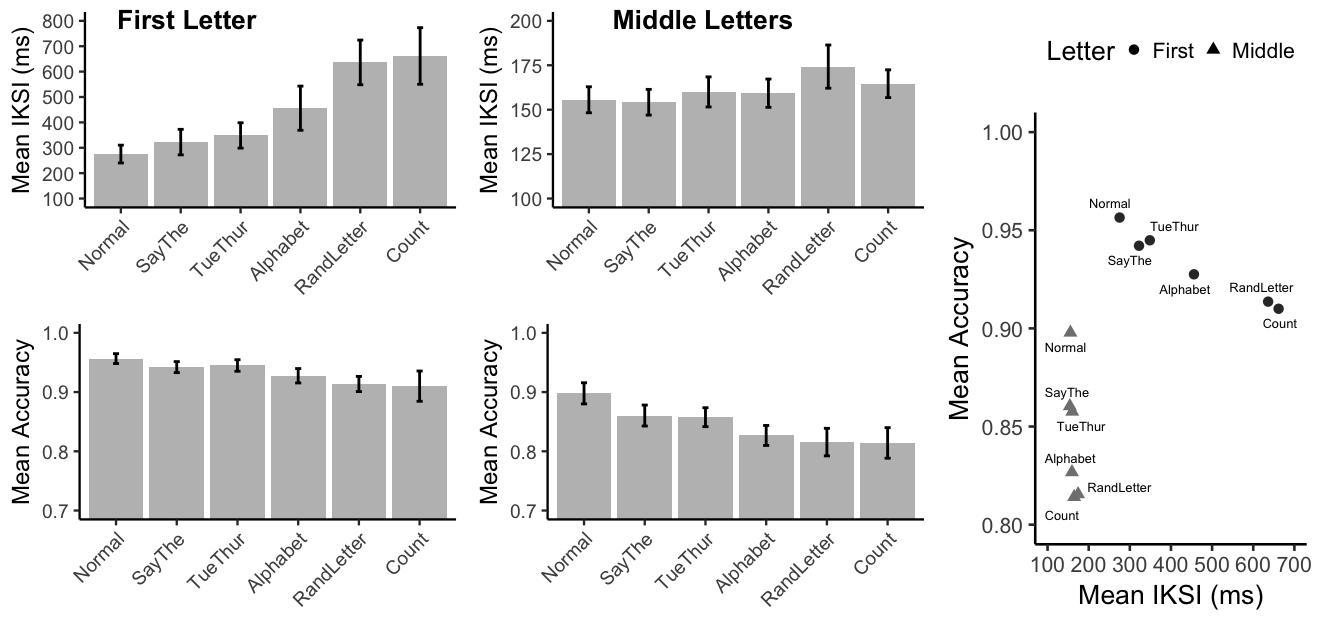 First Letter
Mean IKSI (ms)
800
700
600
500
400
300
200
100
Normal
SayThe
TueThur
Alphabet
RandLetter
Count
Middle Letters
Mean IKSI (ms)
200
175
150
125
100
Normal
SayThe
TueThur
Alphabet
RandLetter
Count
Mean Accuracy
1.0
0.9
0.8
0.7
Normal
SayThe
TueThur
Alphabet
RandLetter
Count
Mean Accuracy
1.0
0.9
0.8
0.7
Normal
SayThe
TueThur
Alphabet
RandLetter
Count
Letter First Middle
Mean Accuracy
1.00
0.95
0.90
0.85
0.80
Normal
TueThur
SayThe
Alphabet
RandLetter
Count
Normal
SayThe
TueThur
Alphabet
RandLetter
Count
100 200 300 400 500 600 700
Mean IKSI (ms)